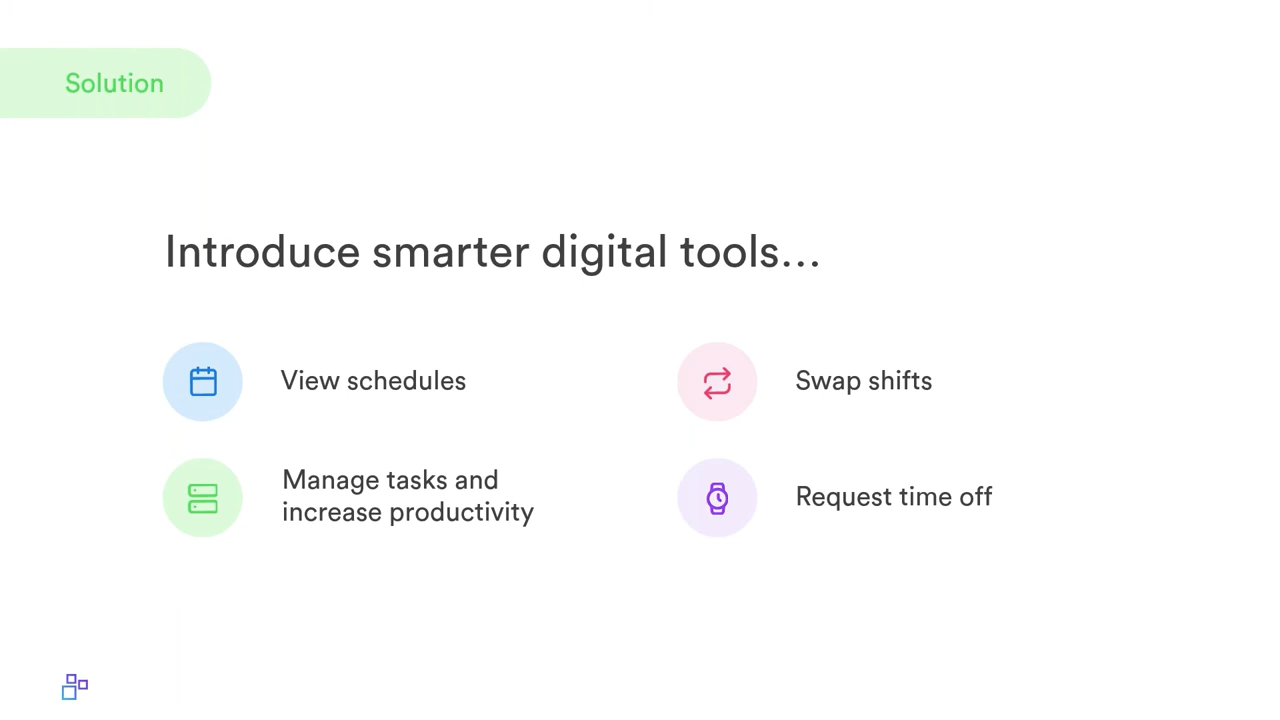 Solution
Introduce smarter digital tools...
View schedules
Swap shifts
Manage tasks and
increase productivity
Request time off